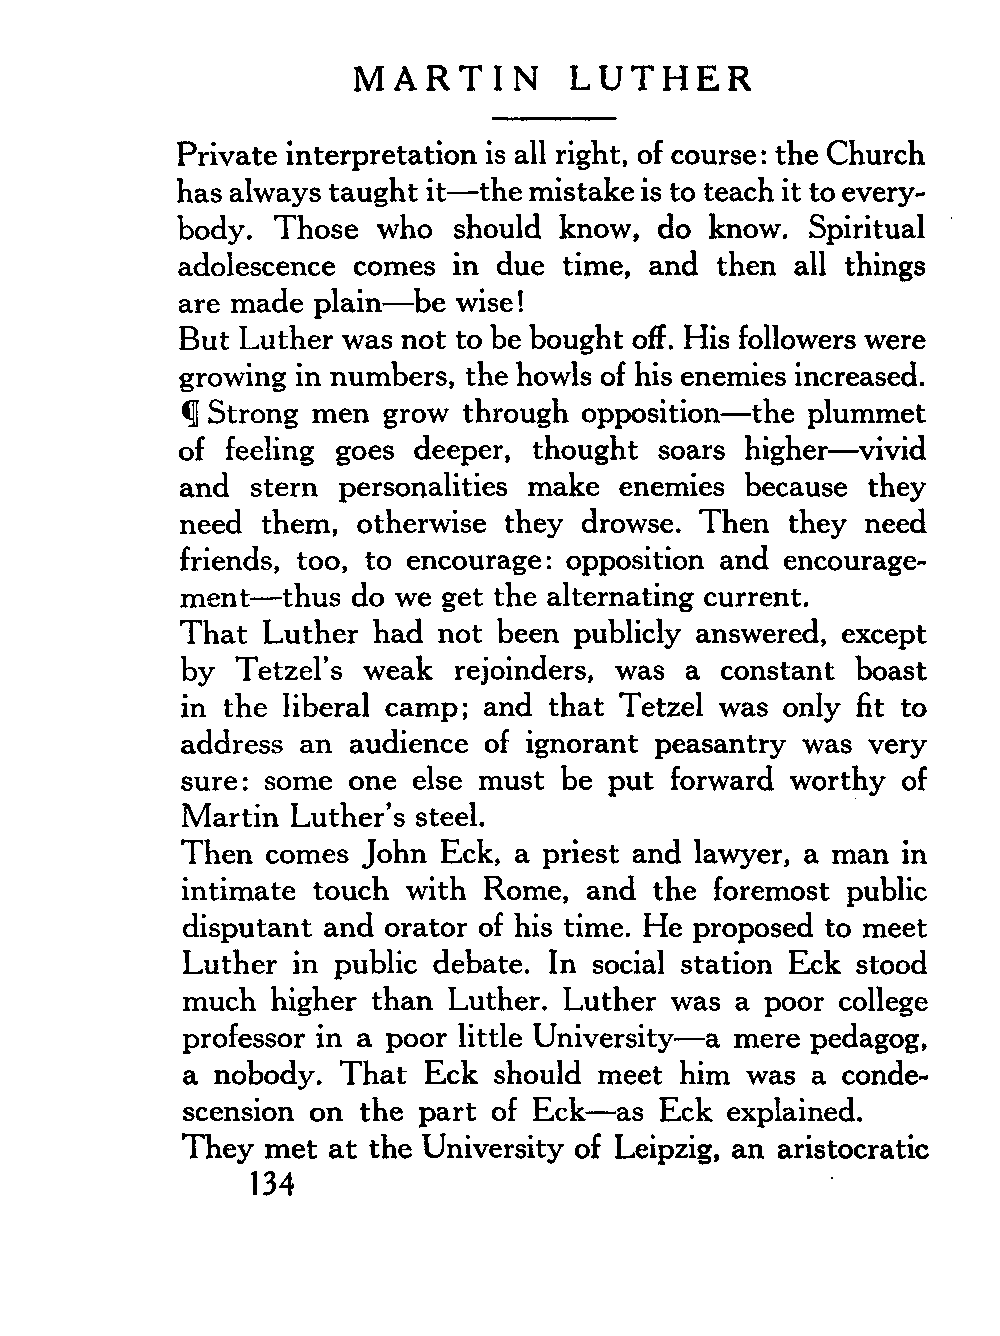 MARTIN LUTHER
Private interpretation is all right, of course: the Church
has always taught it—the mistake is to teach it to every-
body. Those who should know, do know. Spiritual
adolescence comes in due time, and then all things
are made plain—be wise!
But Luther was not to be bought off. His followers were
growing in numbers, the howls of his enemies increased.
¶ Strong men grow through opposition—the plummet
of feeling goes deeper, thought soars higher—vivid
and stern personalities make enemies because they
need them, otherwise they drowse. Then they need
friends, too, to encourage: opposition and encourage-
ment—thus do we get the alternating current.
That Luther had not been publicly answered, except
by Tetzel's weak rejoinders, was a constant boast
in the liberal camp; and that Tetzel was only fit to
address an audience of ignorant peasantry was very
sure: some one else must be put forward worthy of
Martin Luther's steel.
Then comes John Eck, a priest and lawyer, a man in
intimate touch with Rome, and the foremost public
disputant and orator of his time. He proposed to meet
Luther in public debate. In social station Eck stood
much higher than Luther. Luther was a poor college
professor in a poor little University—a mere pedagog,
a nobody. That Eck should meet him was a conde-
scension on the part of Eck—as Eck explained.
They met at the University of Leipzig, an aristocratic
134